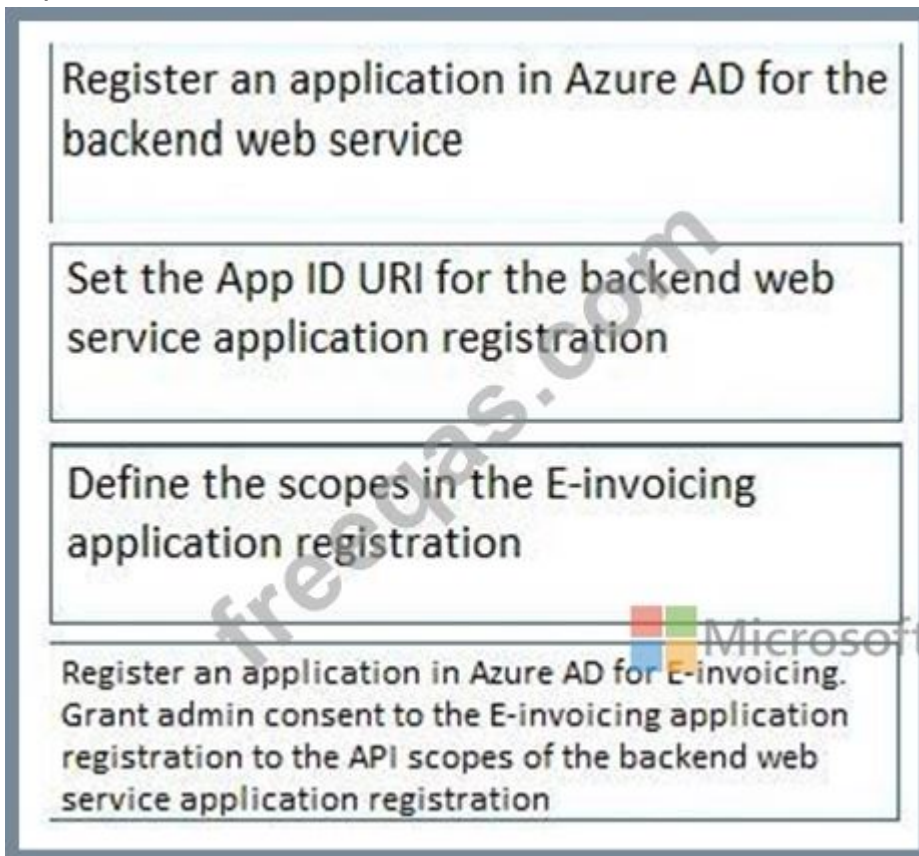 Register an application in Azure AD for the
backend web service
Set the App ID URI for the backend web
service application registration
Define the scopes in the E-invoicing
application registration
freeqas.com
Microsoft
Register an application in Azure AD for E-invoicing.
Grant admin consent to the E-invoicing application
registration to the API scopes of the backend web
service application registration